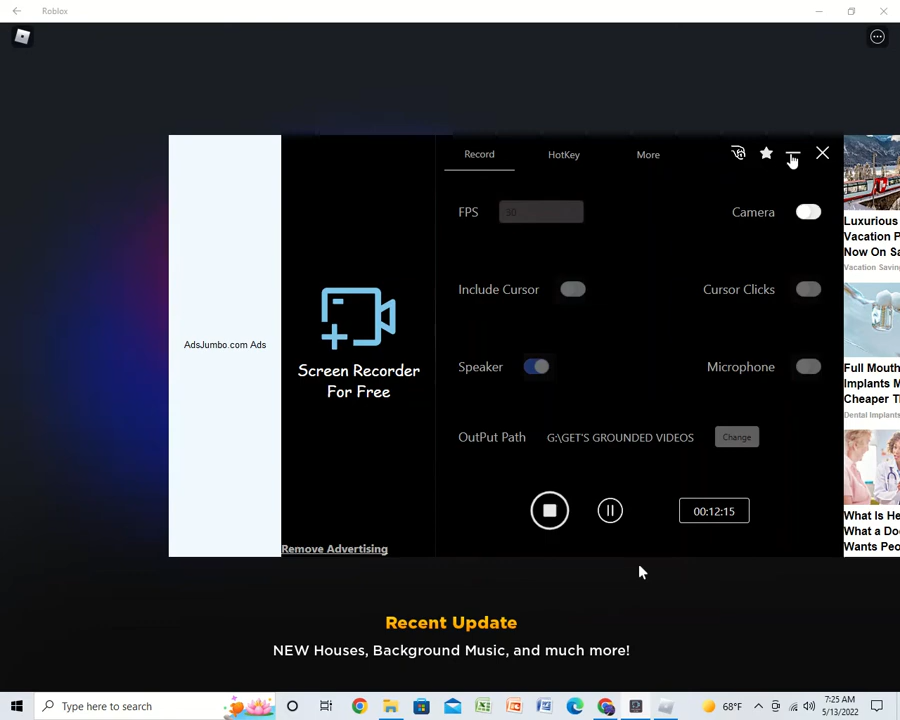 Roblox
Record
HotKey
More
FPS
30
Camera
Include Cursor
Cursor Clicks
Speaker
Microphone
OutPut Path
G:\GET'S GROUNDED VIDEOS
Change
00:12:15
AdsJumbo.com Ads
Screen Recorder
For Free
Remove Advertising
Luxurious
Vacation P
Now On Sa
Vacation Saving
Full Mouth
Implants M
Cheaper T
Dental Implants
What Is He
What a Do
Wants Peo
Recent Update
NEW Houses, Background Music, and much more!
Type here to search
68°F
7:25 AM
5/13/2022